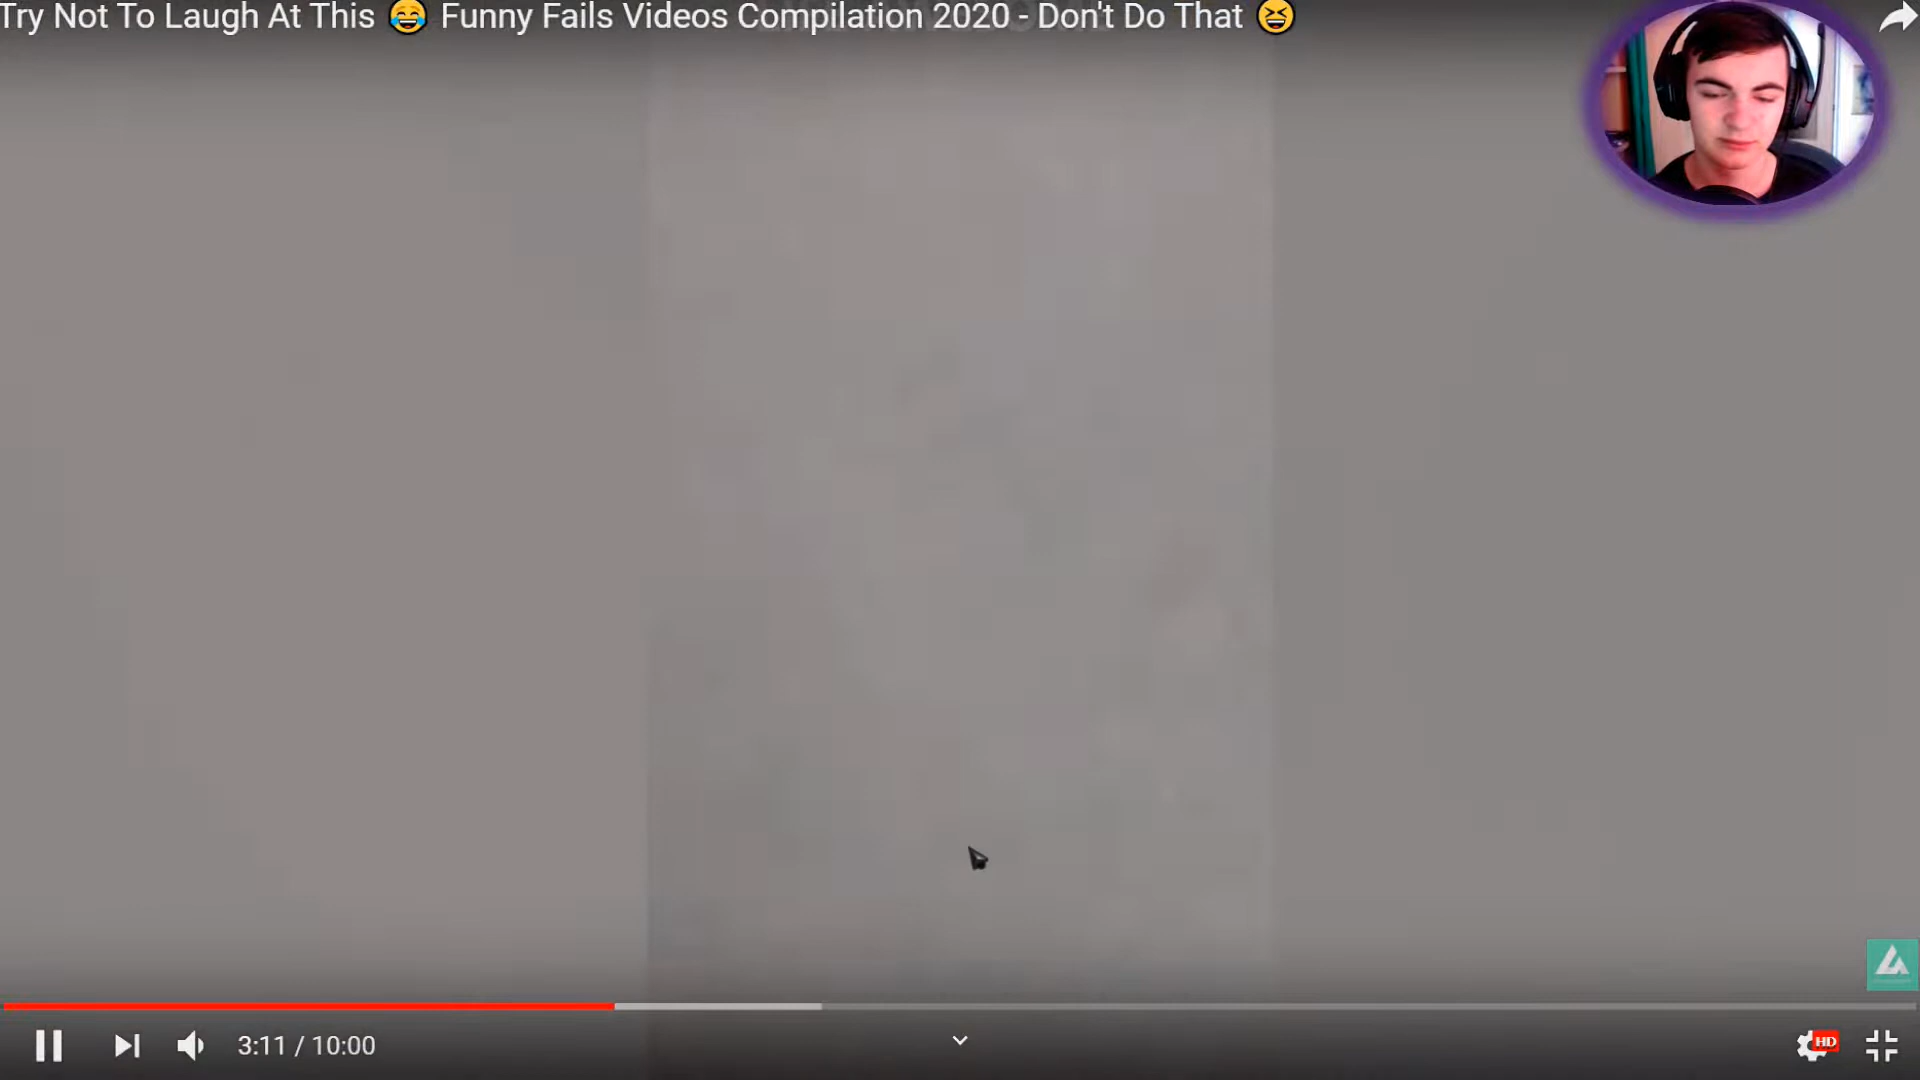 Try Not To Laugh At This 😂 Funny Fails Videos Compilation 2020 - Don't Do That 😆
3:11 / 10:00
HD